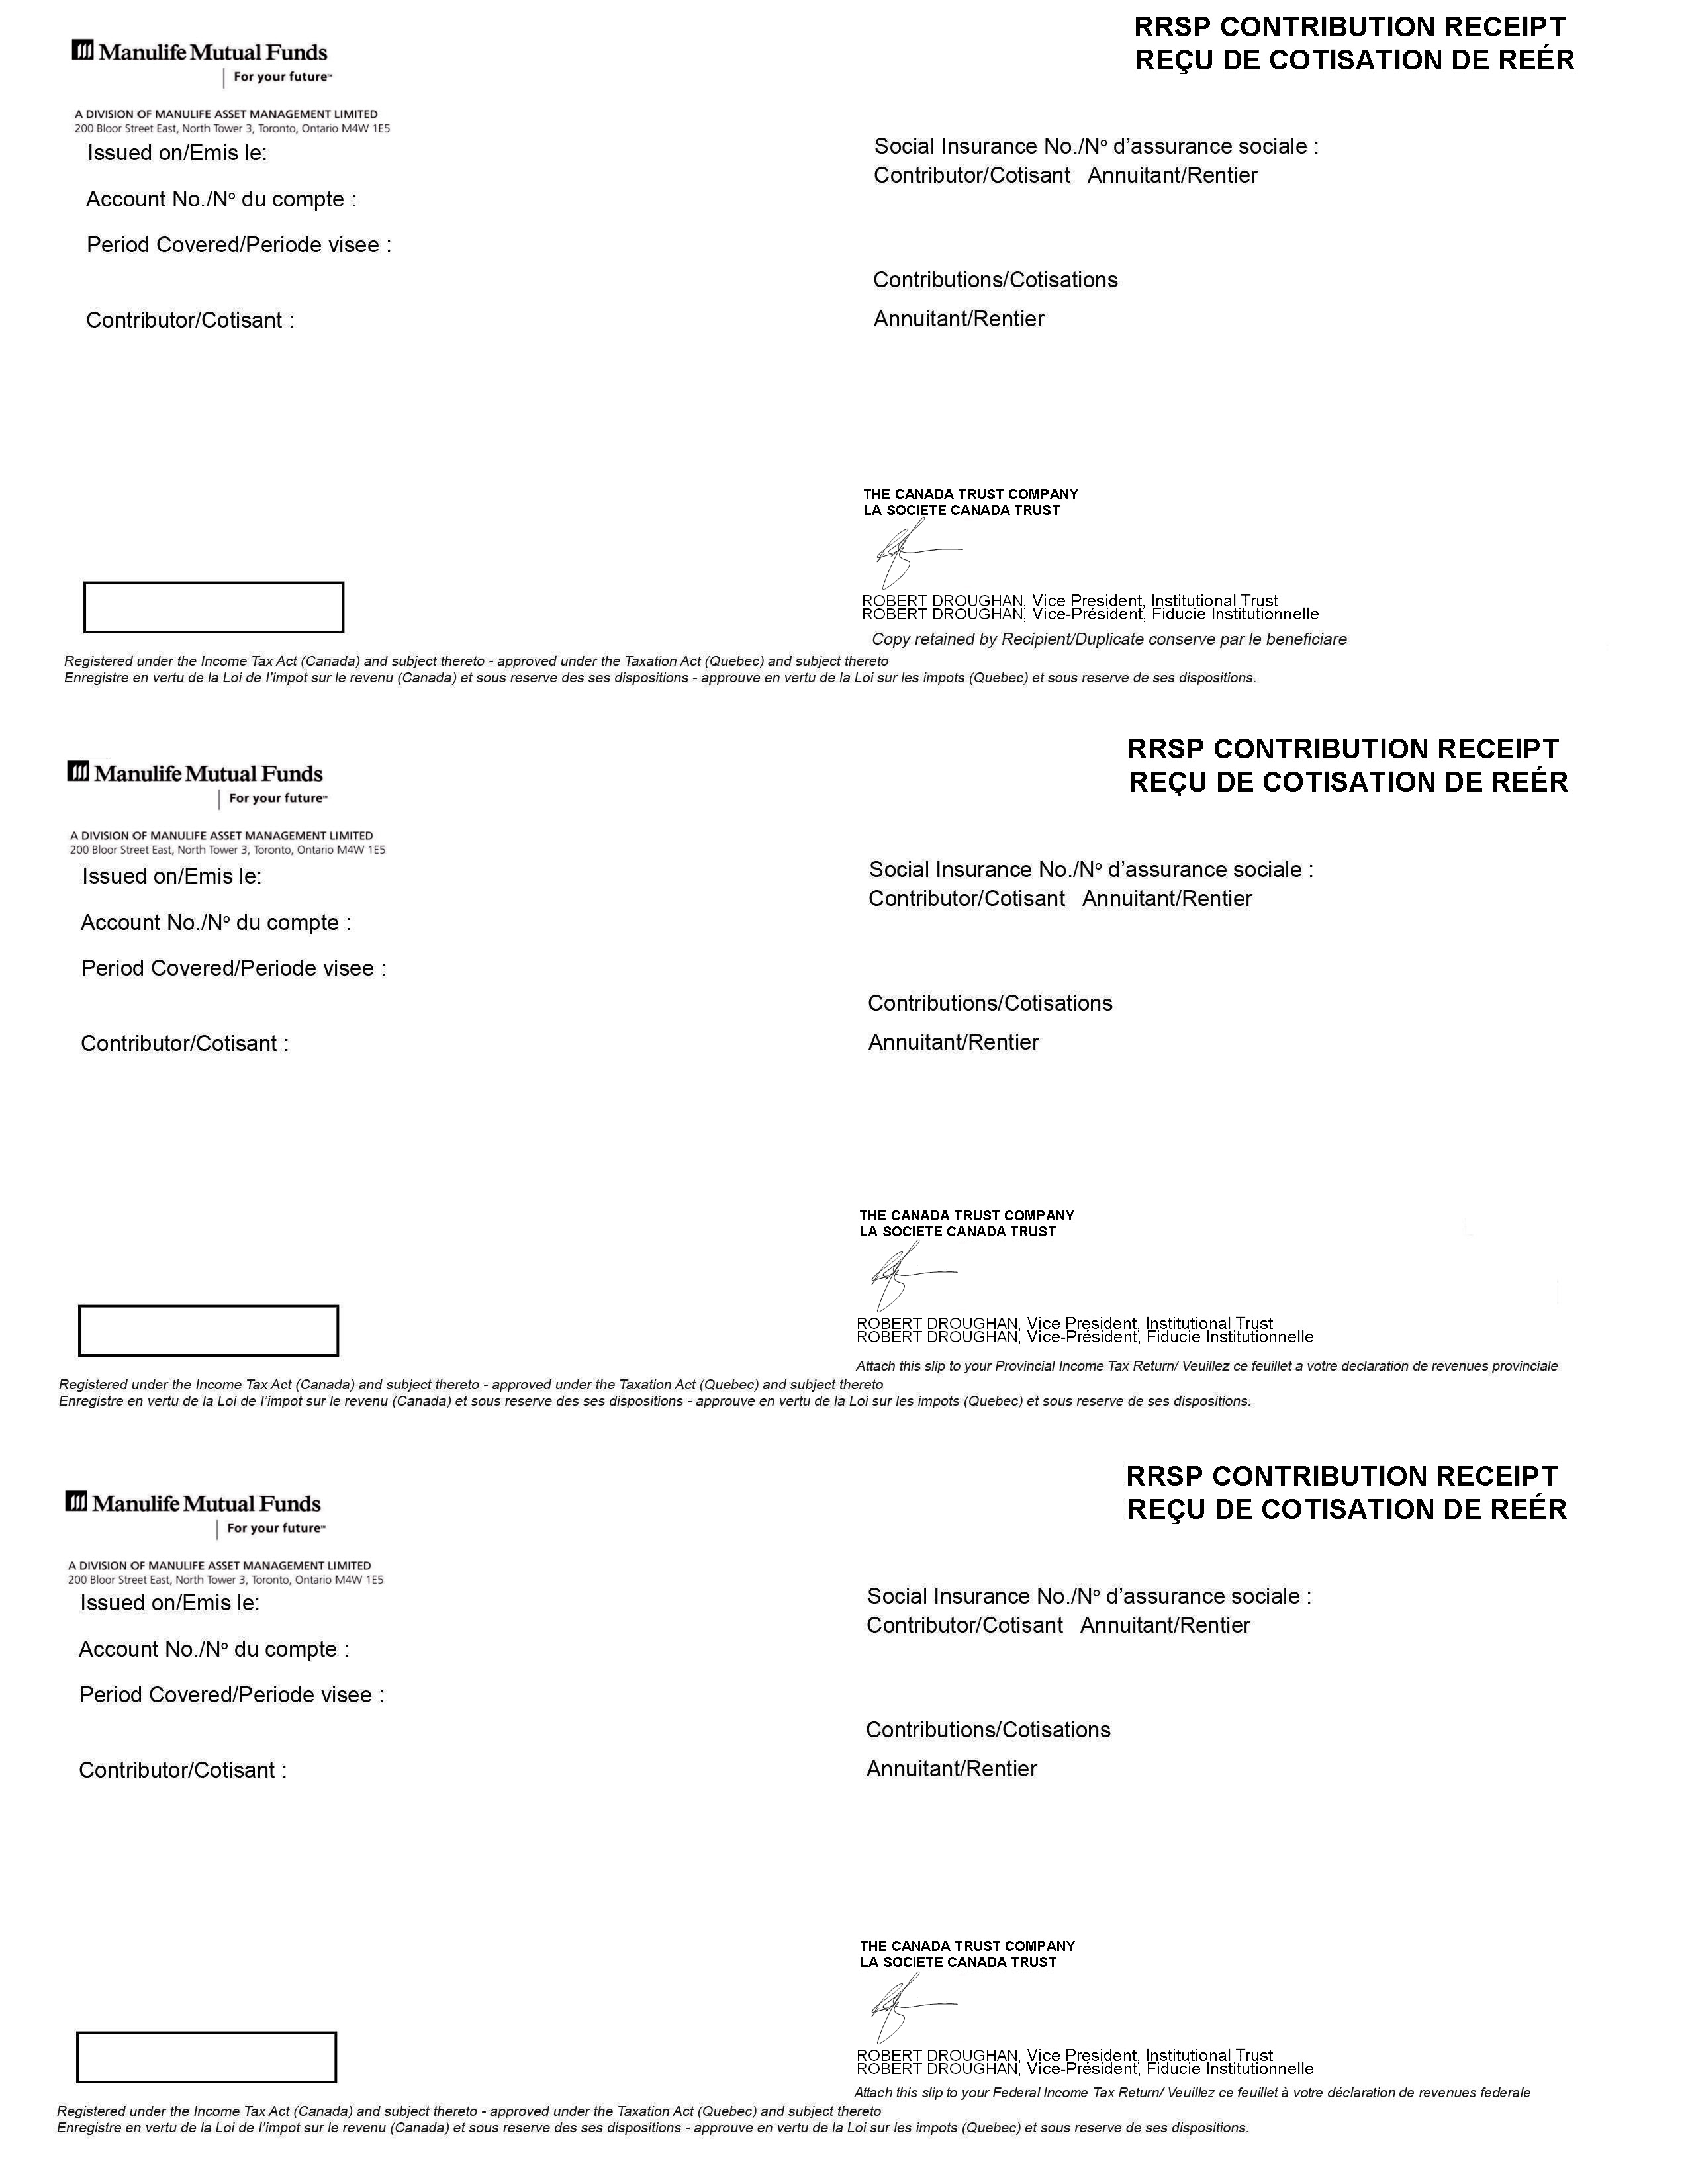 RRSP CONTRIBUTION RECEIPT
REÇU DE COTISATION DE REÉR
Manulife Mutual Funds
For your future™
A DIVISION OF MANULIFE ASSET MANAGEMENT LIMITED
200 Bloor Street East, North Tower 3, Toronto, Ontario M4W 1E5
Issued on/Emis le:
Social Insurance No./Nº d'assurance sociale :
Contributor/Cotisant Annuitant/Rentier
Account No./Nº du compte :
Period Covered/Periode visee :
Contributions/Cotisations
Contributor/Cotisant :
Annuitant/Rentier
THE CANADA TRUST COMPANY
LA SOCIETE CANADA TRUST
ROBERT DROUGHAN, Vice President, Institutional Trust
ROBERT DROUGHAN, Vice-Président, Fiducie Institutionnelle
Copy retained by Recipient/Duplicate conserve par le beneficiare
Registered under the Income Tax Act (Canada) and subject thereto - approved under the Taxation Act (Quebec) and subject thereto
Enregistre en vertu de la Loi de l'impot sur le revenu (Canada) et sous reserve des ses dispositions - approuve en vertu de la Loi sur les impots (Quebec) et sous reserve de ses dispositions.
RRSP CONTRIBUTION RECEIPT
REÇU DE COTISATION DE REÉR
Manulife Mutual Funds
For your future™
A DIVISION OF MANULIFE ASSET MANAGEMENT LIMITED
200 Bloor Street East, North Tower 3, Toronto, Ontario M4W 1E5
Issued on/Emis le:
Social Insurance No./Nº d'assurance sociale :
Contributor/Cotisant Annuitant/Rentier
Account No./Nº du compte :
Period Covered/Periode visee :
Contributions/Cotisations
Contributor/Cotisant :
Annuitant/Rentier
THE CANADA TRUST COMPANY
LA SOCIETE CANADA TRUST
ROBERT DROUGHAN, Vice President, Institutional Trust
ROBERT DROUGHAN, Vice-Président, Fiducie Institutionnelle
Attach this slip to your Provincial Income Tax Return/ Veuillez ce feuillet a votre declaration de revenues provinciale
Registered under the Income Tax Act (Canada) and subject thereto - approved under the Taxation Act (Quebec) and subject thereto
Enregistre en vertu de la Loi de l'impot sur le revenu (Canada) et sous reserve des ses dispositions - approuve en vertu de la Loi sur les impots (Quebec) et sous reserve de ses dispositions.
RRSP CONTRIBUTION RECEIPT
REÇU DE COTISATION DE REÉR
Manulife Mutual Funds
For your future™
A DIVISION OF MANULIFE ASSET MANAGEMENT LIMITED
200 Bloor Street East, North Tower 3, Toronto, Ontario M4W 1E5
Issued on/Emis le:
Social Insurance No./Nº d'assurance sociale :
Contributor/Cotisant Annuitant/Rentier
Account No./Nº du compte :
Period Covered/Periode visee :
Contributions/Cotisations
Contributor/Cotisant :
Annuitant/Rentier
THE CANADA TRUST COMPANY
LA SOCIETE CANADA TRUST
ROBERT DROUGHAN, Vice President, Institutional Trust
ROBERT DROUGHAN, Vice-Président, Fiducie Institutionnelle
Attach this slip to your Federal Income Tax Return/ Veuillez ce feuillet à votre déclaration de revenues federale
Registered under the Income Tax Act (Canada) and subject thereto - approved under the Taxation Act (Quebec) and subject thereto
Enregistre en vertu de la Loi de l'impot sur le revenu (Canada) et sous reserve des ses dispositions - approuve en vertu de la Loi sur les impots (Quebec) et sous reserve de ses dispositions.